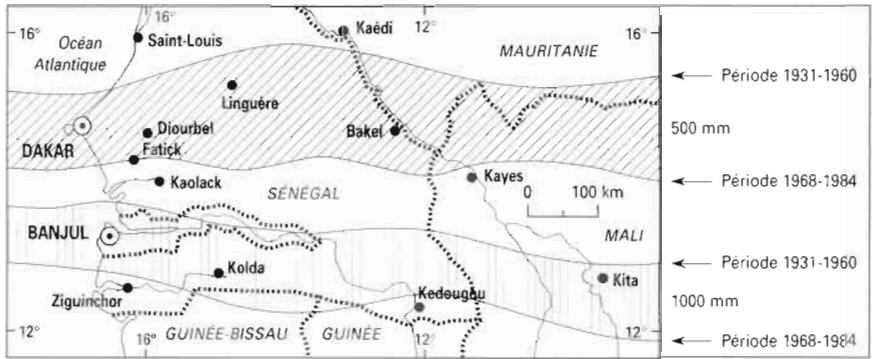 16°
12°
16°
16°
Saint-Louis
Kaédi
MAURITANIE
Océan
Atlantique
Période 1931-1960
Linguère
500 mm
Diourbel
Bakel
DAKAR
Fatick
Kaolack
SÉNÉGAL
Kayes
Période 1968-1984
0 100 km
BANJUL
MALI
Période 1931-1960
Kolda
Kita
Ziguinchor
Kedougou
1000 mm
12°
16°
GUINÉE-BISSAU
GUINÉE
12°
12°
Période 1968-1984